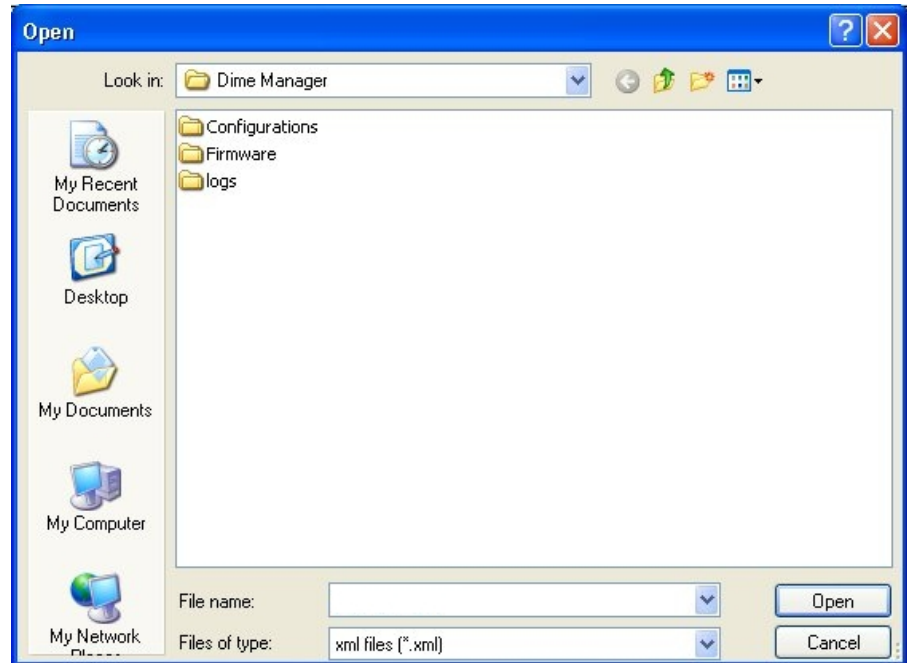 Open
Look in:
Dime Manager
My Recent
Documents
Desktop
My Documents
My Computer
My Network
Configurations
Firmware
logs
File name:
Open
Files of type:
xml files (*.xml)
Cancel